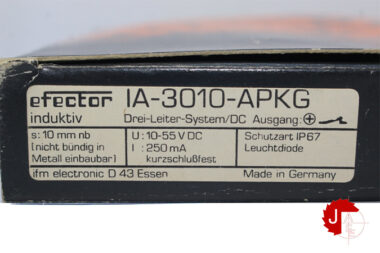 efector IA-3010-APKG
induktiv Drei-Leiter-System/DC Ausgang:
s: 10 mm nb U: 10-55V DC Schutzart IP67
[nicht bündig in I : 250 mA Leuchtdiode
Metall einbaubar] kurzschlußfest
ifm electronic D 43 Essen Made in Germany
J